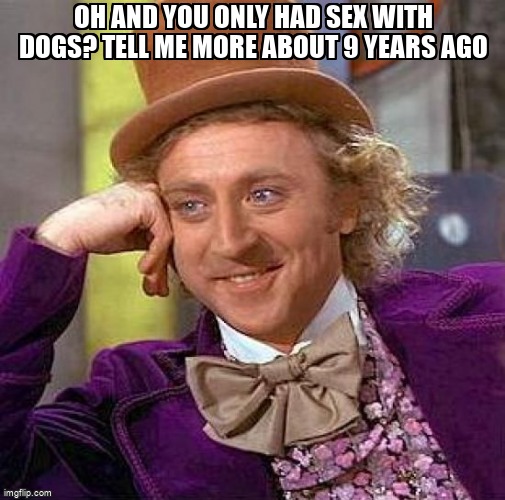 OH AND YOU ONLY HAD SEX WITH
DOGS? TELL ME MORE ABOUT 9 YEARS AGO
imgflip.com